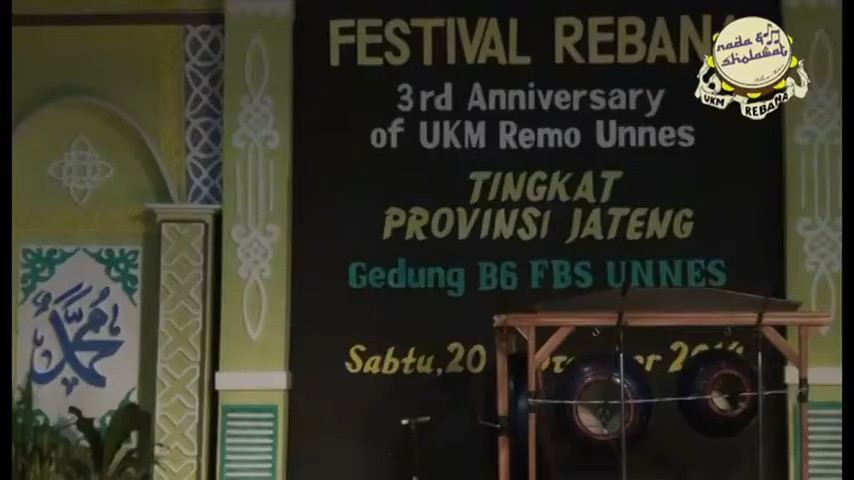 FESTIVAL REBANA
3rd Anniversary
of UKM Remo Unnes
TINGKAT
PROVINSI JATENG
Gedung B6 FBS UNNES
Sabtu, 20
nada &
sholawat
UKM REBANA
محمد